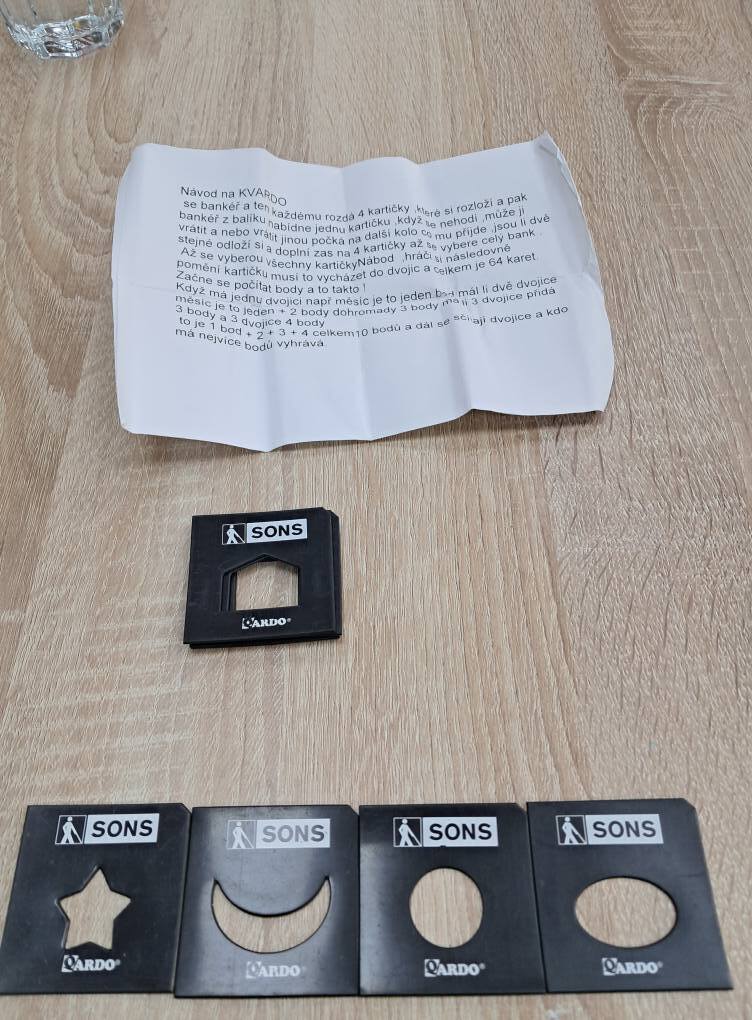 Návod na KVARDO
se bankéř a ten každému rozdá 4 kartičky ,které si rozloží a pak
bankéř z balíku nabídne jednu kartičku ,když se nehodí ,může ji
vrátit a nebo vrátit jinou počká na další kolo co mu přijde ,jsou li dvě
stejné odloží si a doplní zas na 4 kartičky až se vybere celý bank .
Až se vyberou všechny kartičkyNábod ,hráči si následovně
pomění kartičku musí to vycházet do dvojic a celkem je 64 karet.
Začne se počítat body a to takto !
Když má jednu dvojici např měsíc je to jeden bod mál li dvě dvojice
měsíc je to jeden + 2 body dohromady 3 body má li 3 dvojice přidá
3 body a 3 dvojice 4 body
to je 1 bod + 2 + 3 + 4 celkem10 bodů a dál se sčítají dvojice a kdo
má nejvíce bodů vyhrává.
SONS
QARDO®
SONS
QARDO®
SONS
QARDO®
SONS
QARDO®
SONS
QARDO®